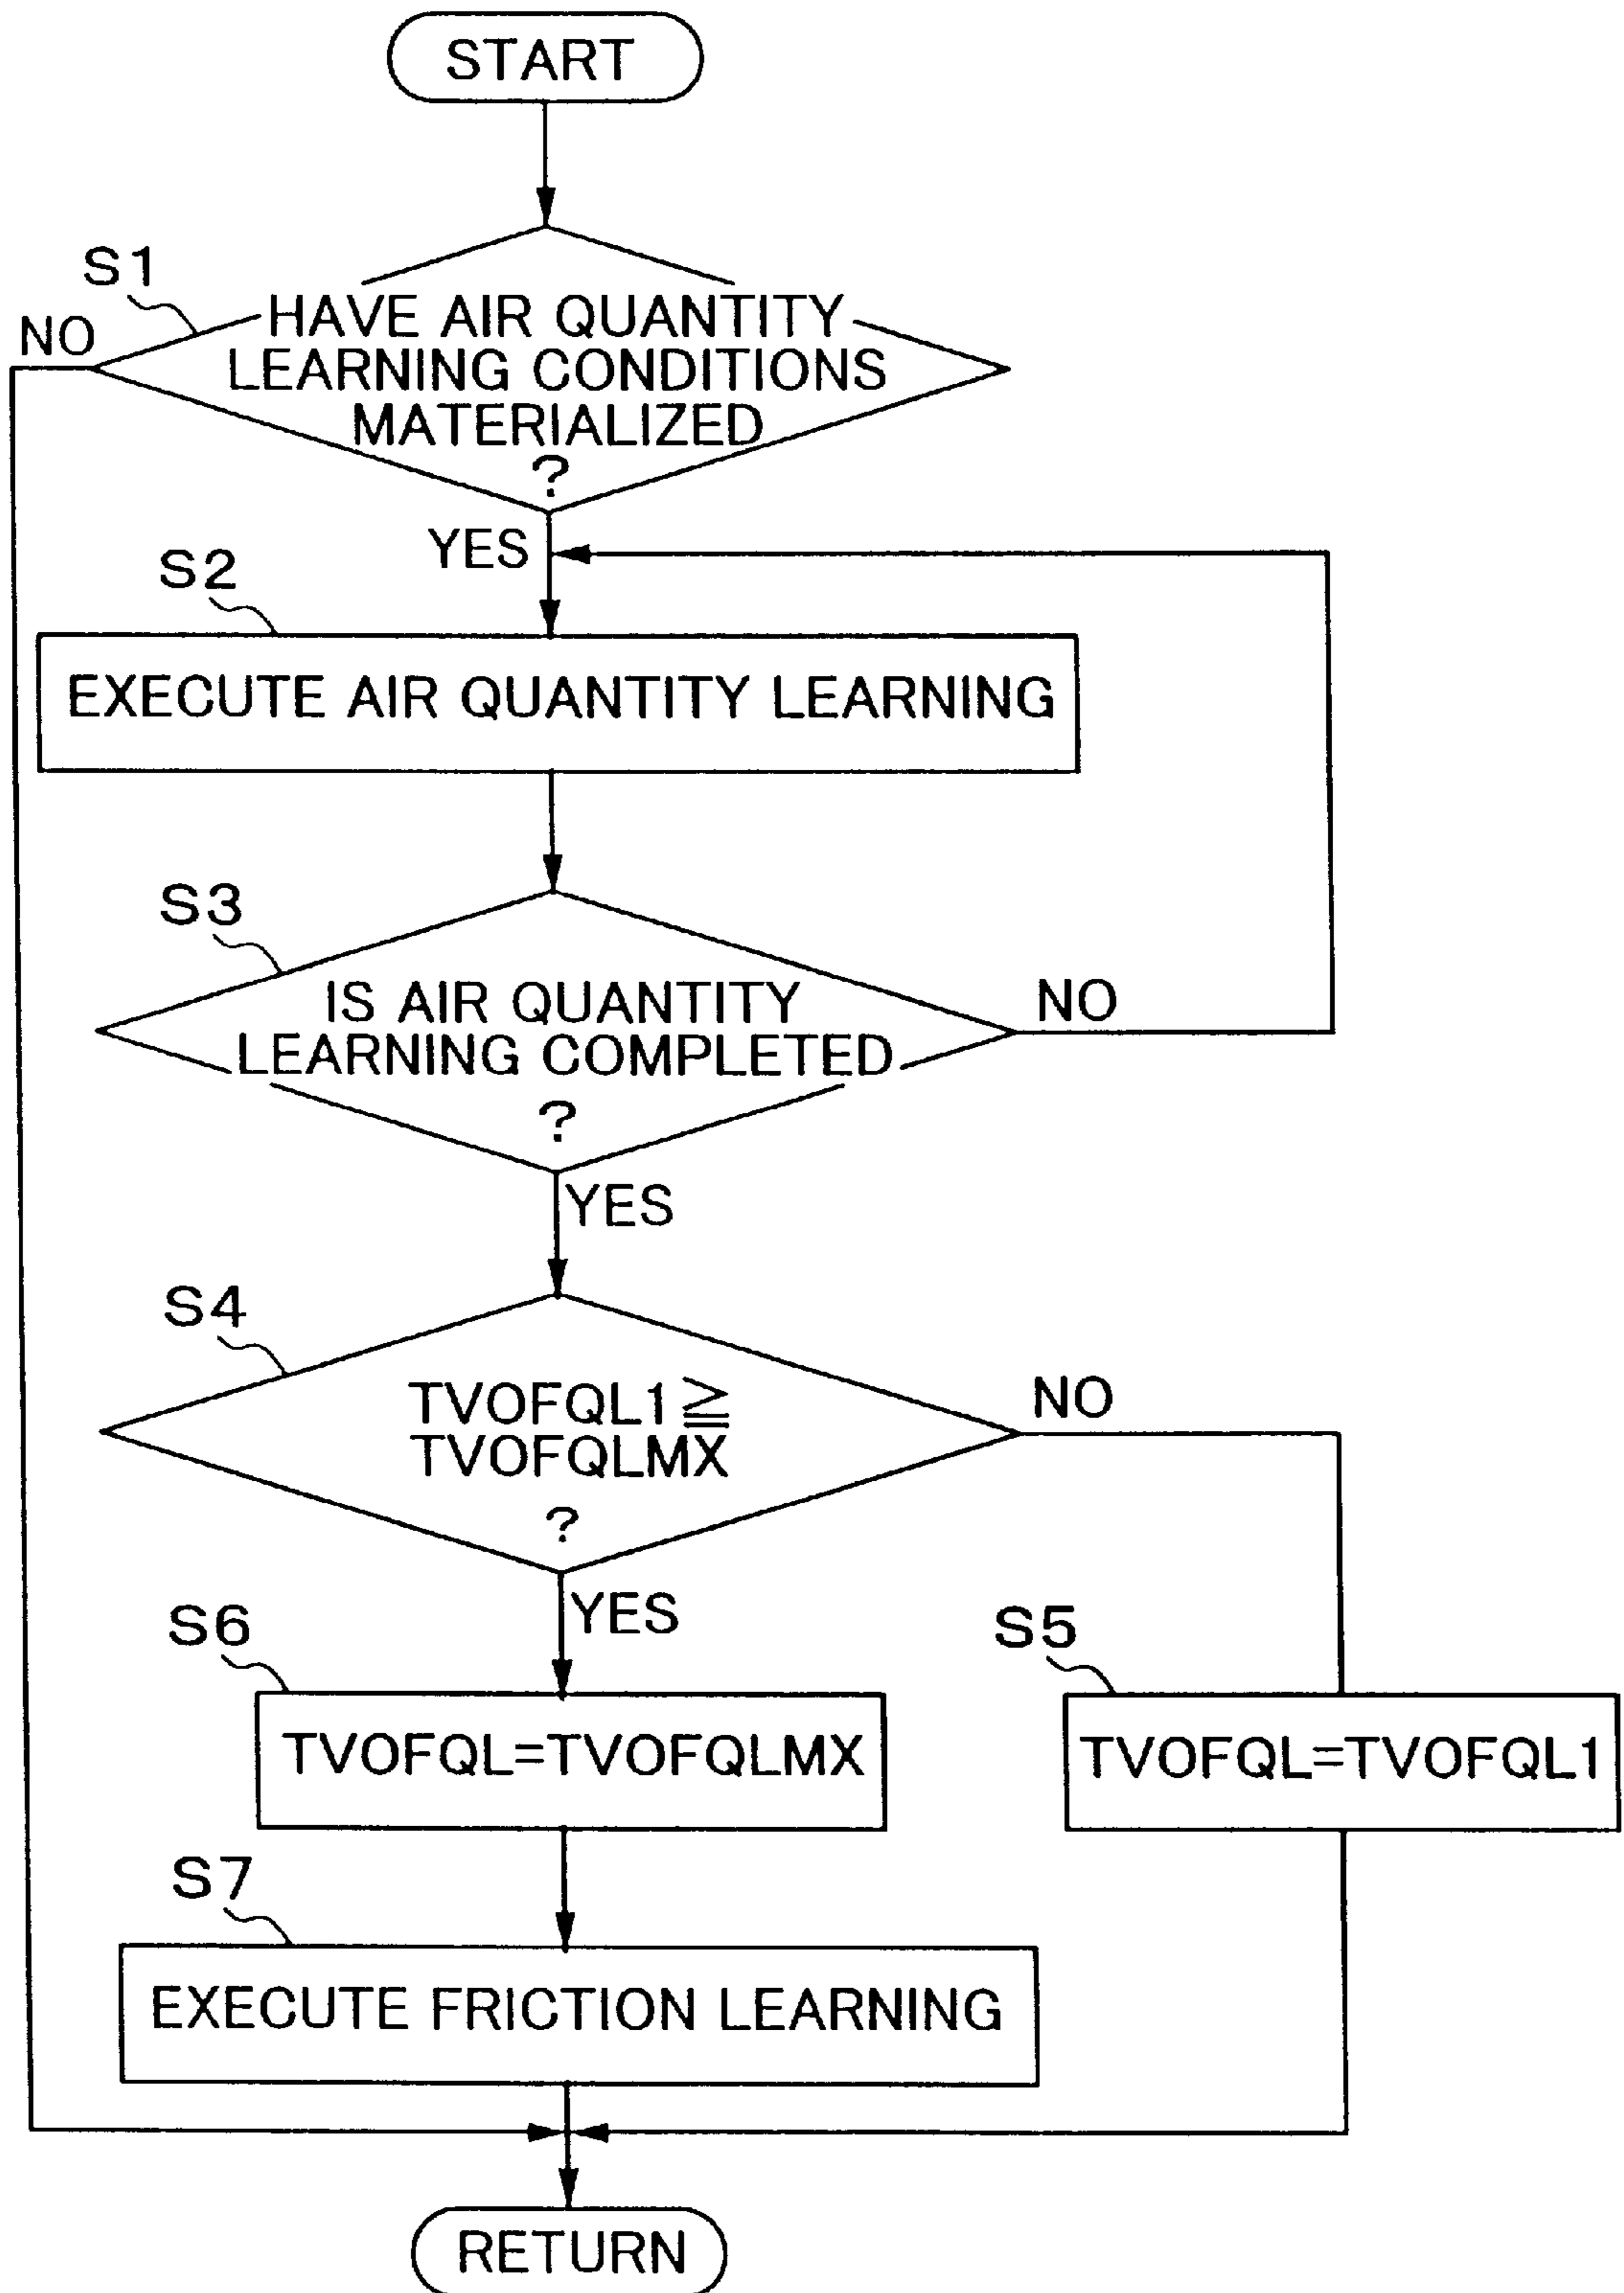 START
S1
NO
HAVE AIR QUANTITY
LEARNING CONDITIONS
MATERIALIZED
?
YES
S2
EXECUTE AIR QUANTITY LEARNING
S3
IS AIR QUANTITY
LEARNING COMPLETED
?
NO
YES
S4
TVOFQL1≧
TVOFQLMX
?
NO
YES
S6
S5
TVOFQL=TVOFQLMX
TVOFQL=TVOFQL1
S7
EXECUTE FRICTION LEARNING
RETURN